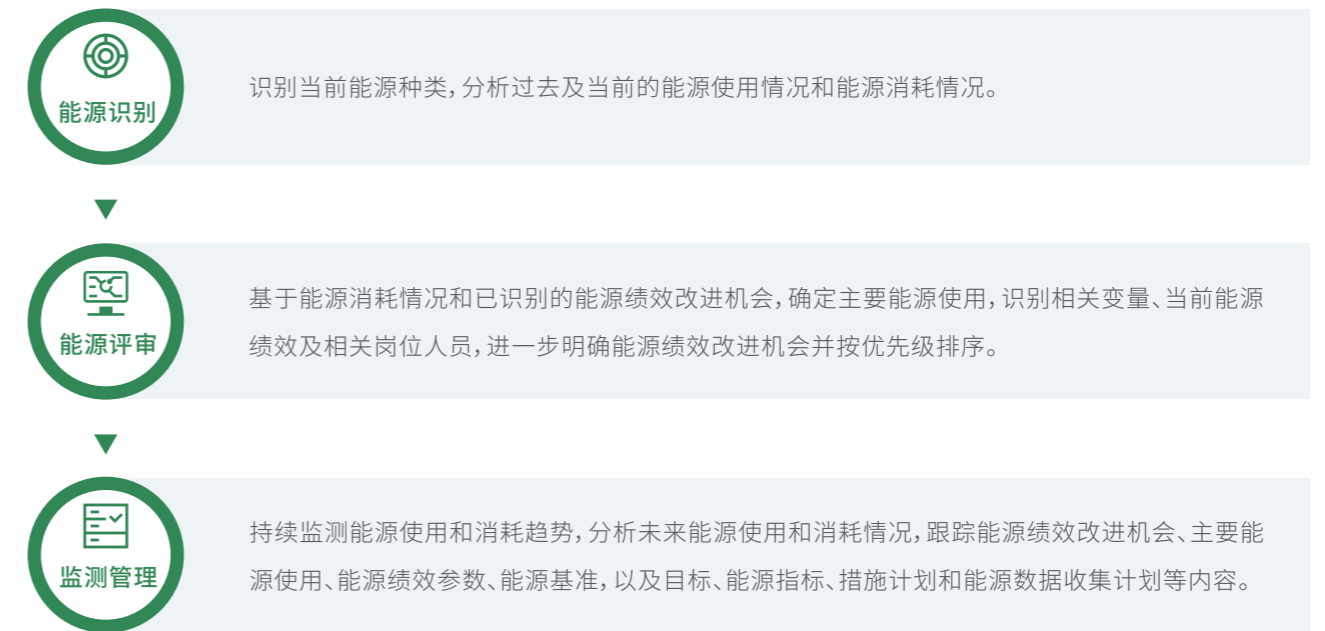 能源识别
识别当前能源种类，分析过去及当前的能源使用情况和能源消耗情况。
能源评审
基于能源消耗情况和已识别的能源绩效改进机会，确定主要能源使用，识别相关变量、当前能源
绩效及相关岗位人员，进一步明确能源绩效改进机会并按优先级排序。
监测管理
持续监测能源使用和消耗趋势，分析未来能源使用和消耗情况，跟踪能源绩效改进机会、主要能
源使用、能源绩效参数、能源基准，以及目标、能源指标、措施计划和能源数据收集计划等内容。